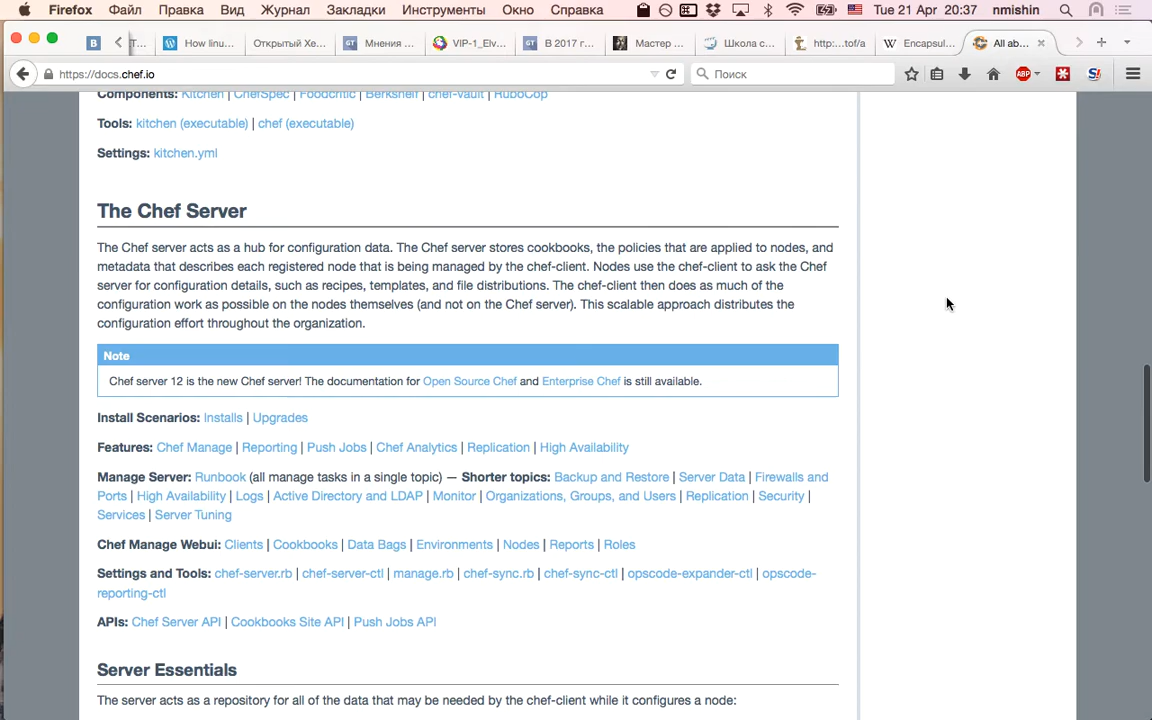 Firefox Файл Правка Вид Журнал Закладки Инструменты Окно Справка Tue 21 Apr 20:37 nmishin
B T... How linu... Открытый Хе... GT Мнения ... VIP-1_Elv... GT В 2017 г... Мастер ... Школа с... http:...tof/a W Encapsul... All ab...
https://docs.chef.io Поиск ABP S!
Components: Kitchen | ChefSpec | Foodcritic | Berkshelf | chef-vault | RuboCop
Tools: kitchen (executable) | chef (executable)
Settings: kitchen.yml
The Chef Server
The Chef server acts as a hub for configuration data. The Chef server stores cookbooks, the policies that are applied to nodes, and
metadata that describes each registered node that is being managed by the chef-client. Nodes use the chef-client to ask the Chef
server for configuration details, such as recipes, templates, and file distributions. The chef-client then does as much of the
configuration work as possible on the nodes themselves (and not on the Chef server). This scalable approach distributes the
configuration effort throughout the organization.
Note
Chef server 12 is the new Chef server! The documentation for Open Source Chef and Enterprise Chef is still available.
Install Scenarios: Installs | Upgrades
Features: Chef Manage | Reporting | Push Jobs | Chef Analytics | Replication | High Availability
Manage Server: Runbook (all manage tasks in a single topic) — Shorter topics: Backup and Restore | Server Data | Firewalls and
Ports | High Availability | Logs | Active Directory and LDAP | Monitor | Organizations, Groups, and Users | Replication | Security |
Services | Server Tuning
Chef Manage Webui: Clients | Cookbooks | Data Bags | Environments | Nodes | Reports | Roles
Settings and Tools: chef-server.rb | chef-server-ctl | manage.rb | chef-sync.rb | chef-sync-ctl | opscode-expander-ctl | opscode-
reporting-ctl
APIs: Chef Server API | Cookbooks Site API | Push Jobs API
Server Essentials
The server acts as a repository for all of the data that may be needed by the chef-client while it configures a node: